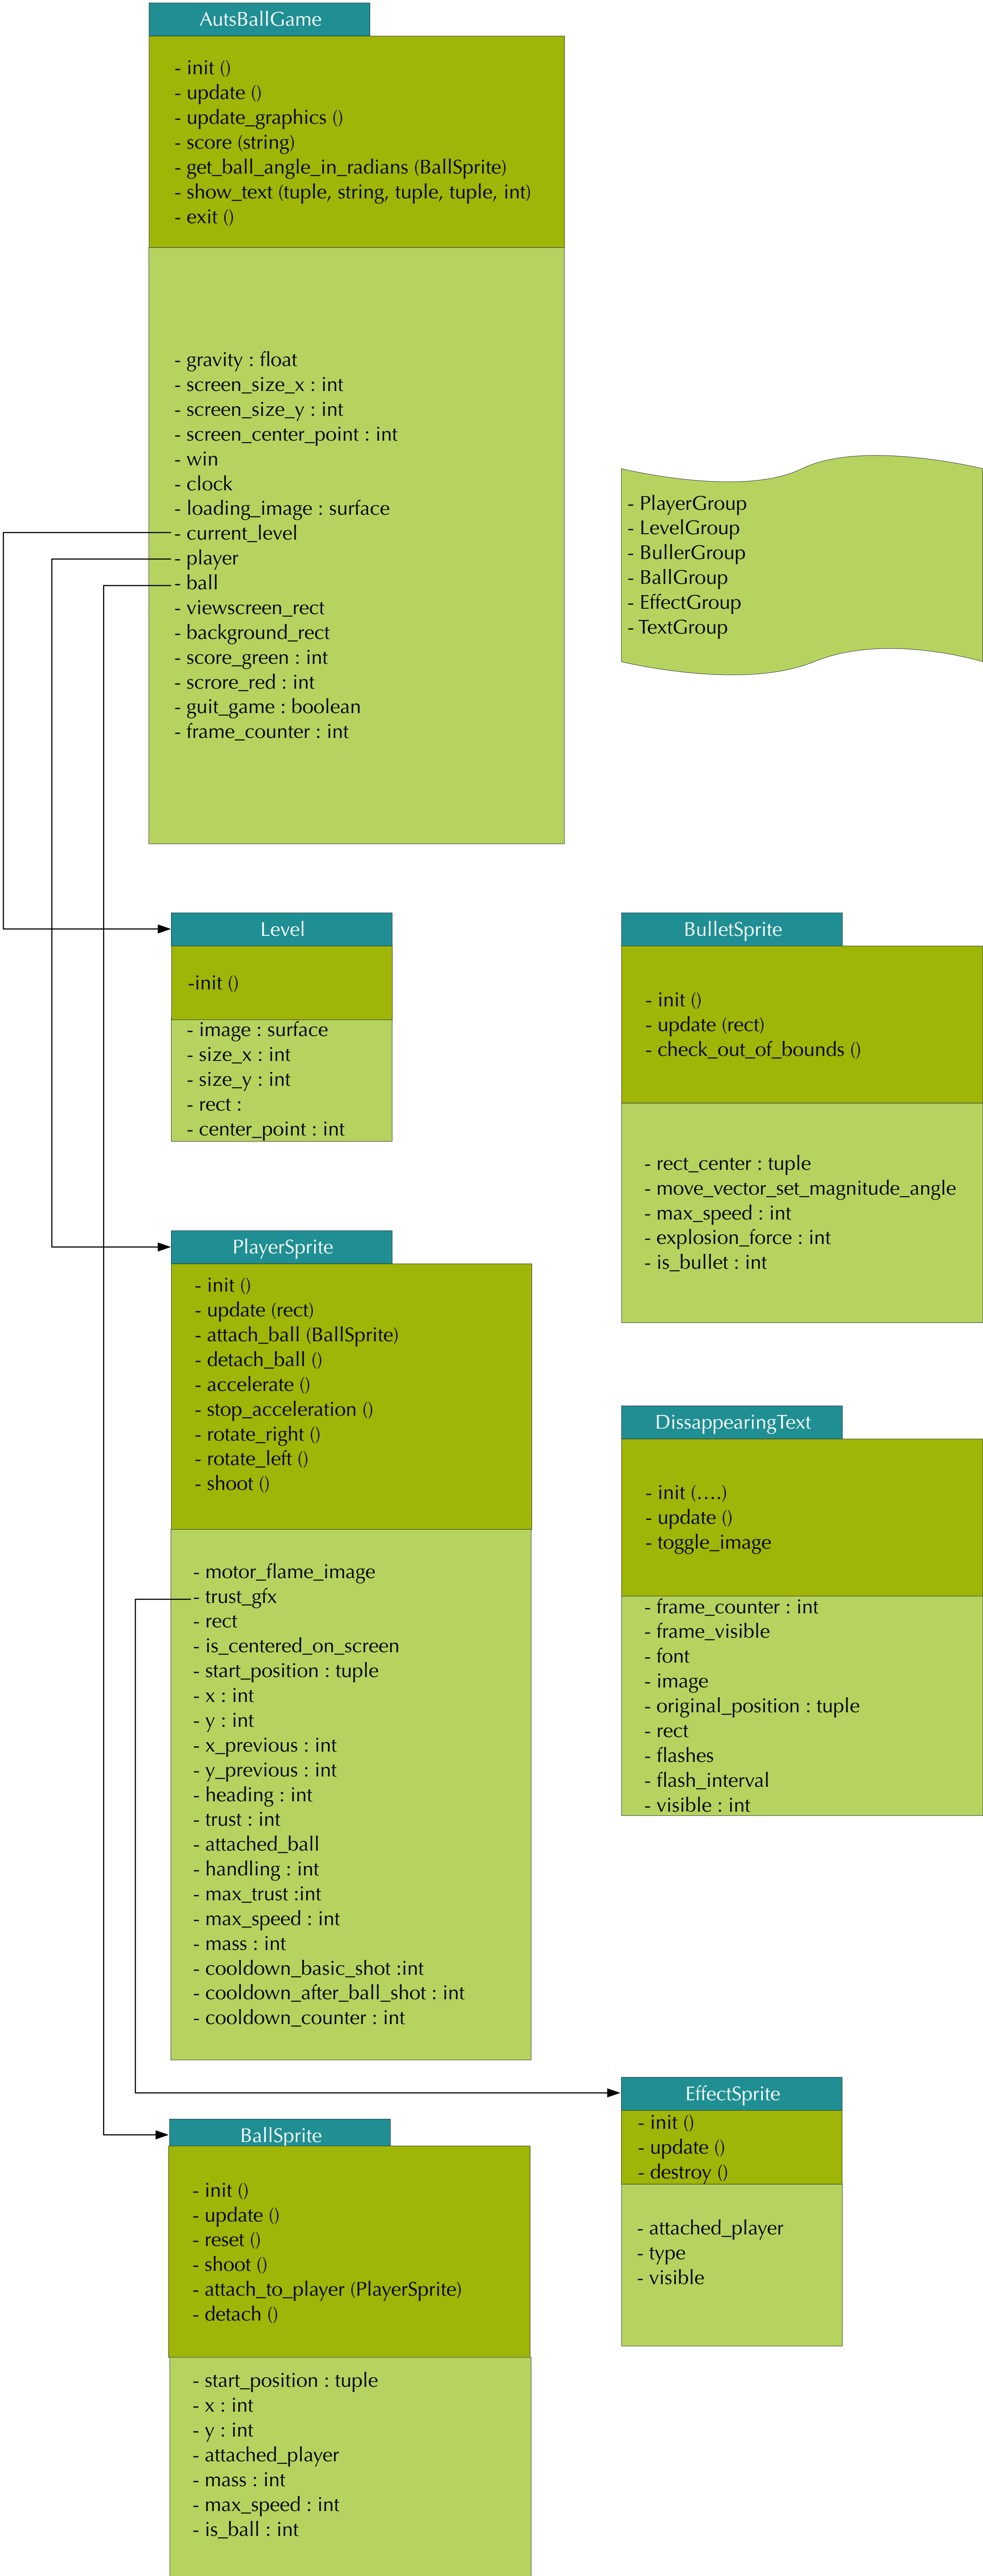 AutsBallGame
- init ()
- update ()
- update_graphics ()
- score (string)
- get_ball_angle_in_radians (BallSprite)
- show_text (tuple, string, tuple, tuple, int)
- exit ()
- gravity : float
- screen_size_x : int
- screen_size_y : int
- screen_center_point : int
- win
- clock
- loading_image : surface
- current_level
- player
- ball
- viewscreen_rect
- background_rect
- score_green : int
- scrore_red : int
- guit_game : boolean
- frame_counter : int
- PlayerGroup
- LevelGroup
- BullerGroup
- BallGroup
- EffectGroup
- TextGroup
Level
-init ()
- image : surface
- size_x : int
- size_y : int
- rect :
- center_point : int
BulletSprite
- init ()
- update (rect)
- check_out_of_bounds ()
- rect_center : tuple
- move_vector_set_magnitude_angle
- max_speed : int
- explosion_force : int
- is_bullet : int
PlayerSprite
- init ()
- update (rect)
- attach_ball (BallSprite)
- detach_ball ()
- accelerate ()
- stop_acceleration ()
- rotate_right ()
- rotate_left ()
- shoot ()
- motor_flame_image
- trust_gfx
- rect
- is_centered_on_screen
- start_position : tuple
- x : int
- y : int
- x_previous : int
- y_previous : int
- heading : int
- trust : int
- attached_ball
- handling : int
- max_trust :int
- max_speed : int
- mass : int
- cooldown_basic_shot :int
- cooldown_after_ball_shot : int
- cooldown_counter : int
DissappearingText
- init (....)
- update ()
- toggle_image
- frame_counter : int
- frame_visible
- font
- image
- original_position : tuple
- rect
- flashes
- flash_interval
- visible : int
EffectSprite
- init ()
- update ()
- destroy ()
- attached_player
- type
- visible
BallSprite
- init ()
- update ()
- reset ()
- shoot ()
- attach_to_player (PlayerSprite)
- detach ()
- start_position : tuple
- x : int
- y : int
- attached_player
- mass : int
- max_speed : int
- is_ball : int